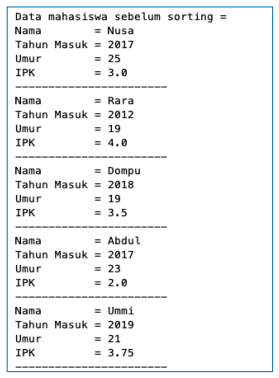 Data mahasiswa sebelum sorting =
Nama        = Nusa
Tahun Masuk = 2017
Umur        = 25
IPK         = 3.0
-----------------------
Nama        = Rara
Tahun Masuk = 2012
Umur        = 19
IPK         = 4.0
-----------------------
Nama        = Dompu
Tahun Masuk = 2018
Umur        = 19
IPK         = 3.5
-----------------------
Nama        = Abdul
Tahun Masuk = 2017
Umur        = 23
IPK         = 2.0
-----------------------
Nama        = Ummi
Tahun Masuk = 2019
Umur        = 21
IPK         = 3.75
-----------------------